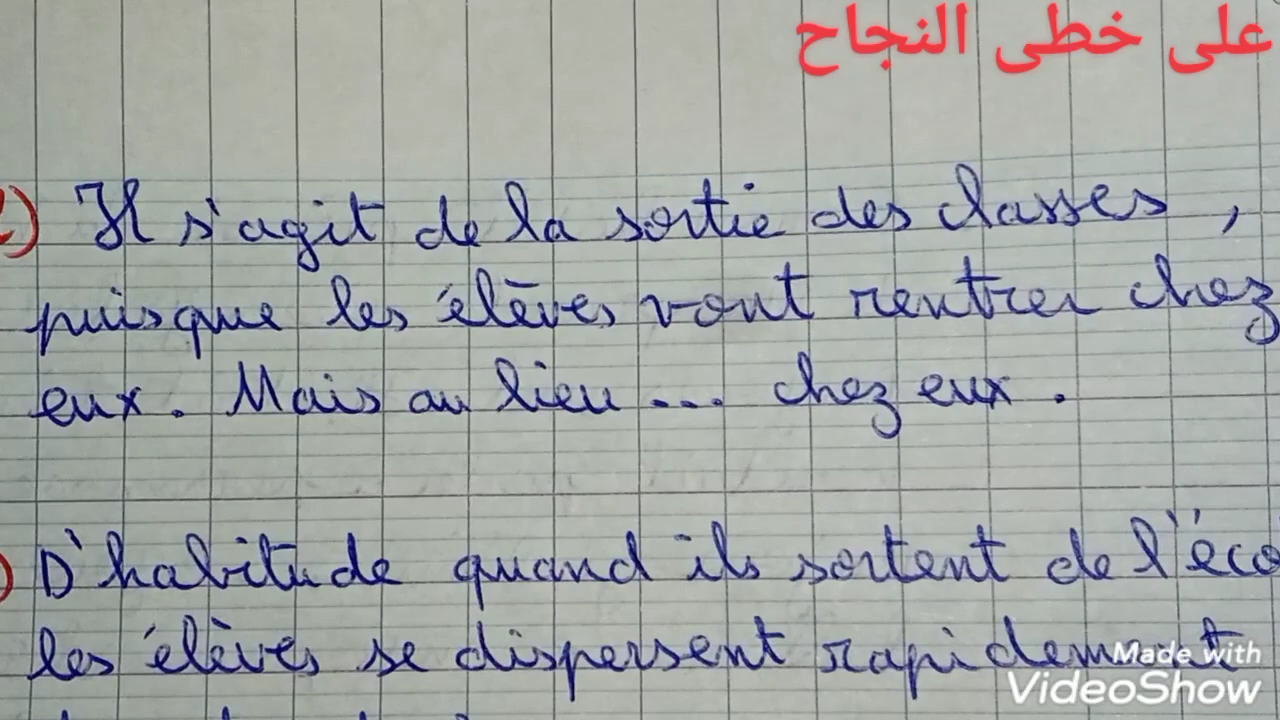 على خطى النجاح
) Il s'agit de la sortie des classes,
puisque les élèves vont rentrer chez
eux. Mais au lieu ... chez eux.
) D'habitude quand ils sortent de l'éco
les élèves se dispersent rapidement
Made with
VideoShow